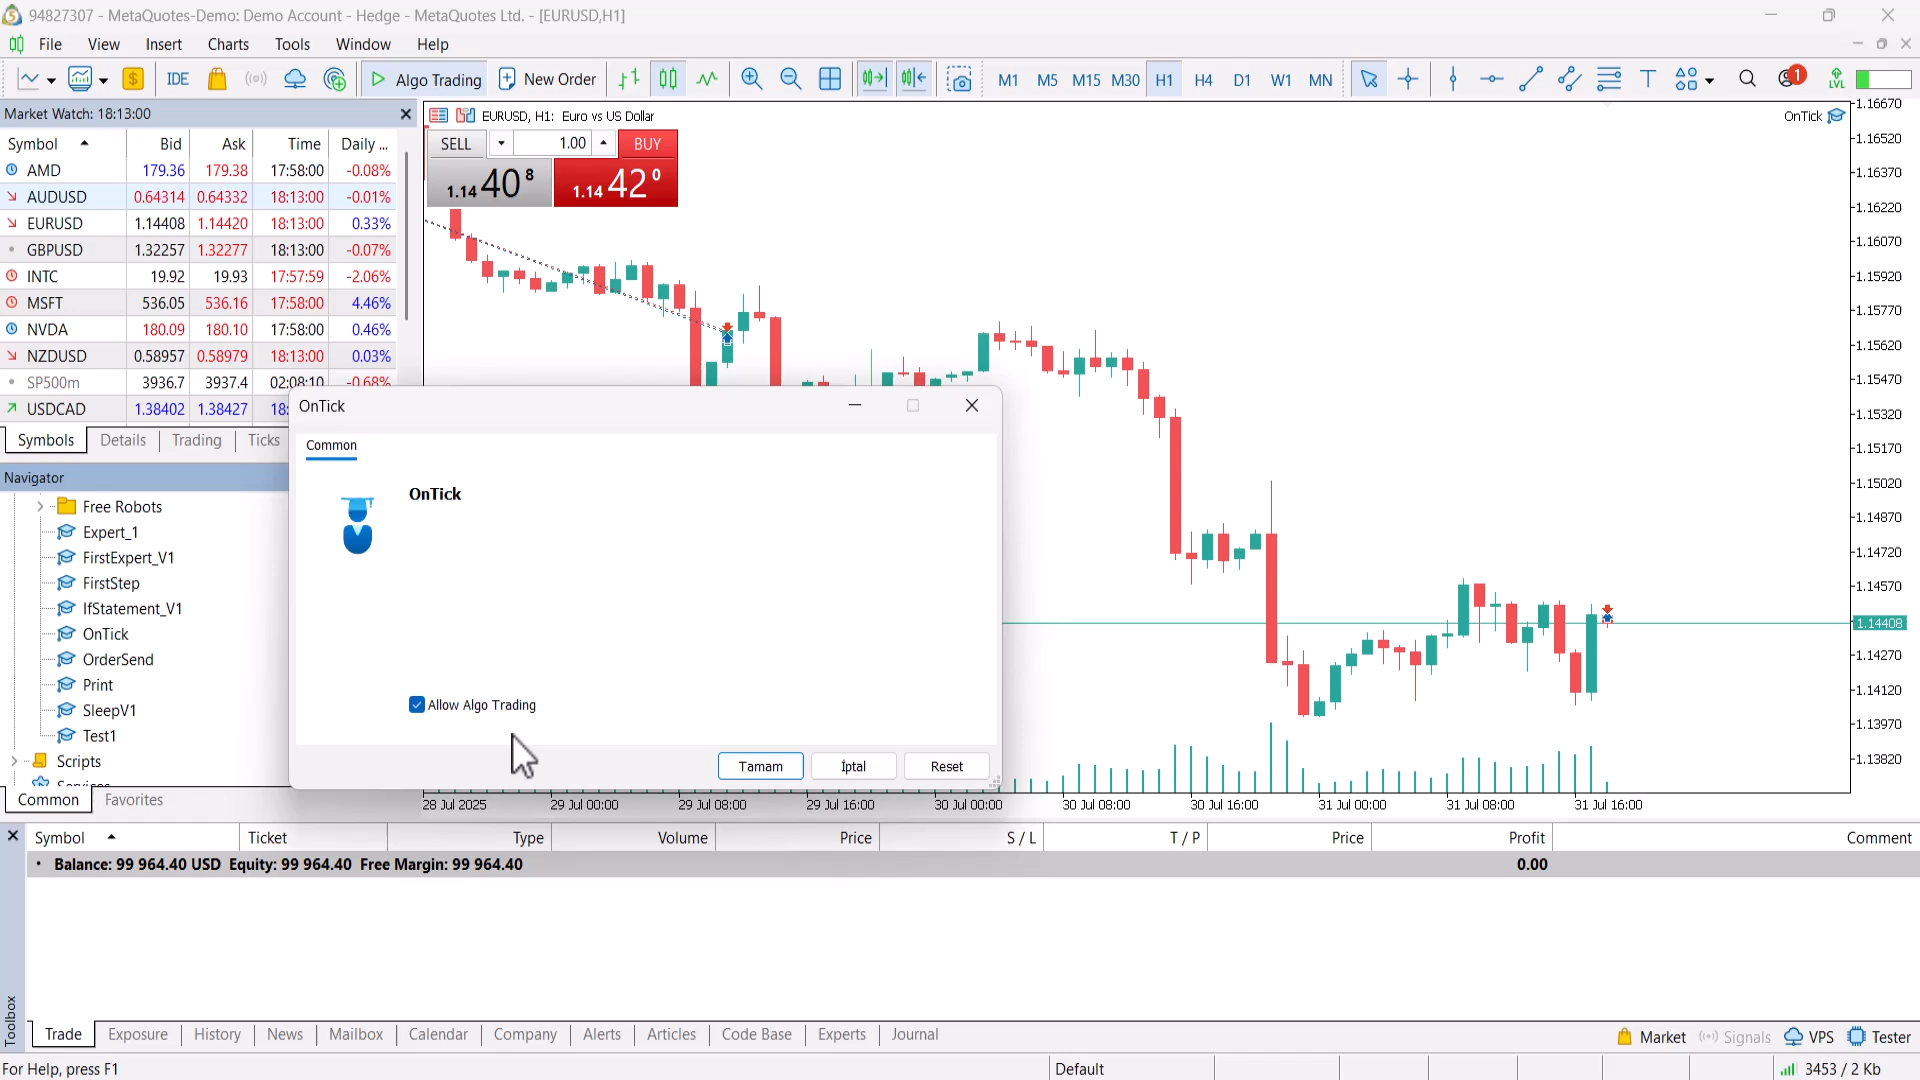 94827307 - MetaQuotes-Demo: Demo Account - Hedge - MetaQuotes Ltd. - [EURUSD,H1]
File View Insert Charts Tools Window Help
IDE Algo Trading New Order M1 M5 M15 M30 H1 H4 D1 W1 MN 1 LVL
Market Watch: 18:13:00
Symbol Bid Ask Time Daily ...
AMD 179.36 179.38 17:58:00 -0.08%
AUDUSD 0.64314 0.64332 18:13:00 -0.01%
EURUSD 1.14408 1.14420 18:13:00 0.33%
GBPUSD 1.32257 1.32277 18:13:00 -0.07%
INTC 19.92 19.93 17:57:59 -2.06%
MSFT 536.05 536.16 17:58:00 4.46%
NVDA 180.09 180.10 17:58:00 0.46%
NZDUSD 0.58957 0.58979 18:13:00 0.03%
SP500m 3936.7 3937.4 02:08:10 -0.68%
USDCAD 1.38402 1.38427 18:
Symbols Details Trading Ticks
Navigator
Free Robots
Expert_1
FirstExpert_V1
FirstStep
IfStatement_V1
OnTick
OrderSend
Print
SleepV1
Test1
Scripts
Common Favorites
EURUSD, H1: Euro vs US Dollar
OnTick
SELL 1.00 BUY
1.14 40 8 1.14 42 0
1.16670
1.16520
1.16370
1.16220
1.16070
1.15920
1.15770
1.15620
1.15470
1.15320
1.15170
1.15020
1.14870
1.14720
1.14570
1.14408
1.14270
1.14120
1.13970
1.13820
28 Jul 2025 29 Jul 00:00 29 Jul 08:00 29 Jul 16:00 30 Jul 00:00 30 Jul 08:00 30 Jul 16:00 31 Jul 00:00 31 Jul 08:00 31 Jul 16:00
OnTick
Common
OnTick
Allow Algo Trading
Tamam İptal Reset
Symbol Ticket Type Volume Price S / L T / P Price Profit Comment
Balance: 99 964.40 USD Equity: 99 964.40 Free Margin: 99 964.40 0.00
Toolbox
Trade Exposure History News Mailbox Calendar Company Alerts Articles Code Base Experts Journal
Market Signals VPS Tester
For Help, press F1 Default 3453 / 2 Kb